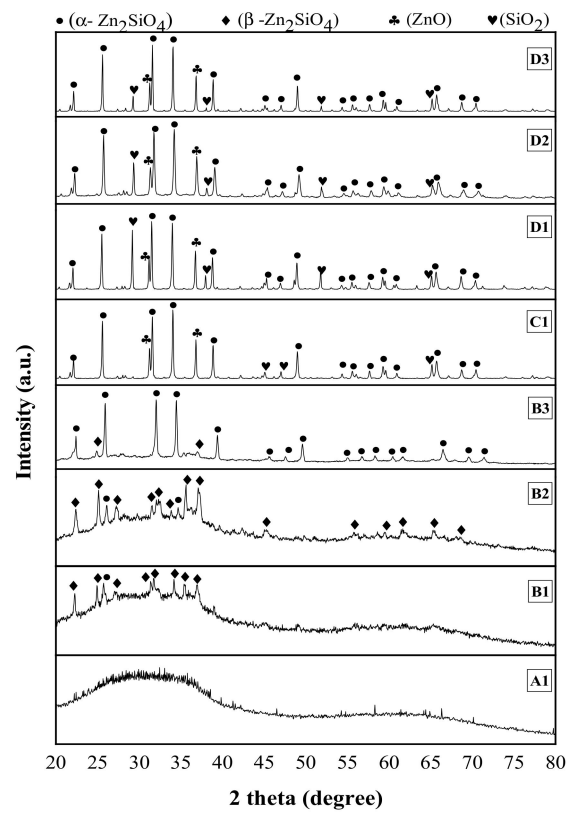 ● (α- Zn₂SiO₄) ♦ (β -Zn₂SiO₄) ♣ (ZnO) ♥ (SiO₂)
D3
D2
D1
C1
B3
B2
B1
A1
Intensity (a.u.)
20 25 30 35 40 45 50 55 60 65 70 75 80
2 theta (degree)